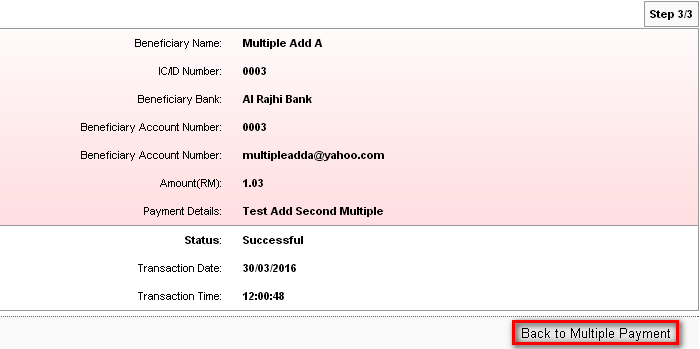 Step 3/3
Beneficiary Name: Multiple Add A
IC/ID Number: 0003
Beneficiary Bank: Al Rajhi Bank
Beneficiary Account Number: 0003
Beneficiary Account Number: multipleadda@yahoo.com
Amount(RM): 1.03
Payment Details: Test Add Second Multiple
Status: Successful
Transaction Date: 30/03/2016
Transaction Time: 12:00:48
Back to Multiple Payment